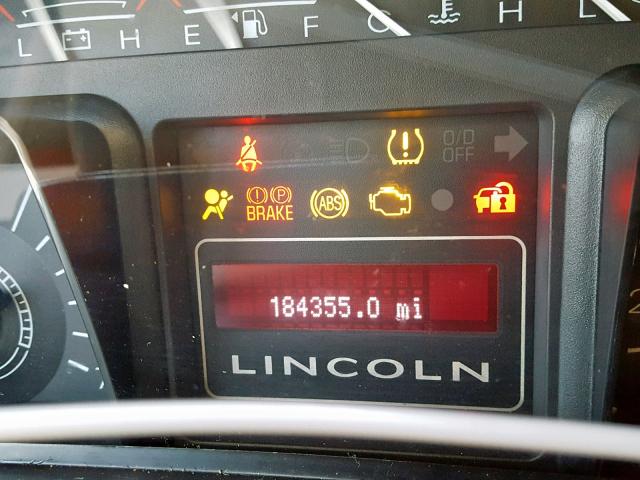 L H E F C H L
O/D
OFF
BRAKE
ABS
184355.0 mi
LINCOLN